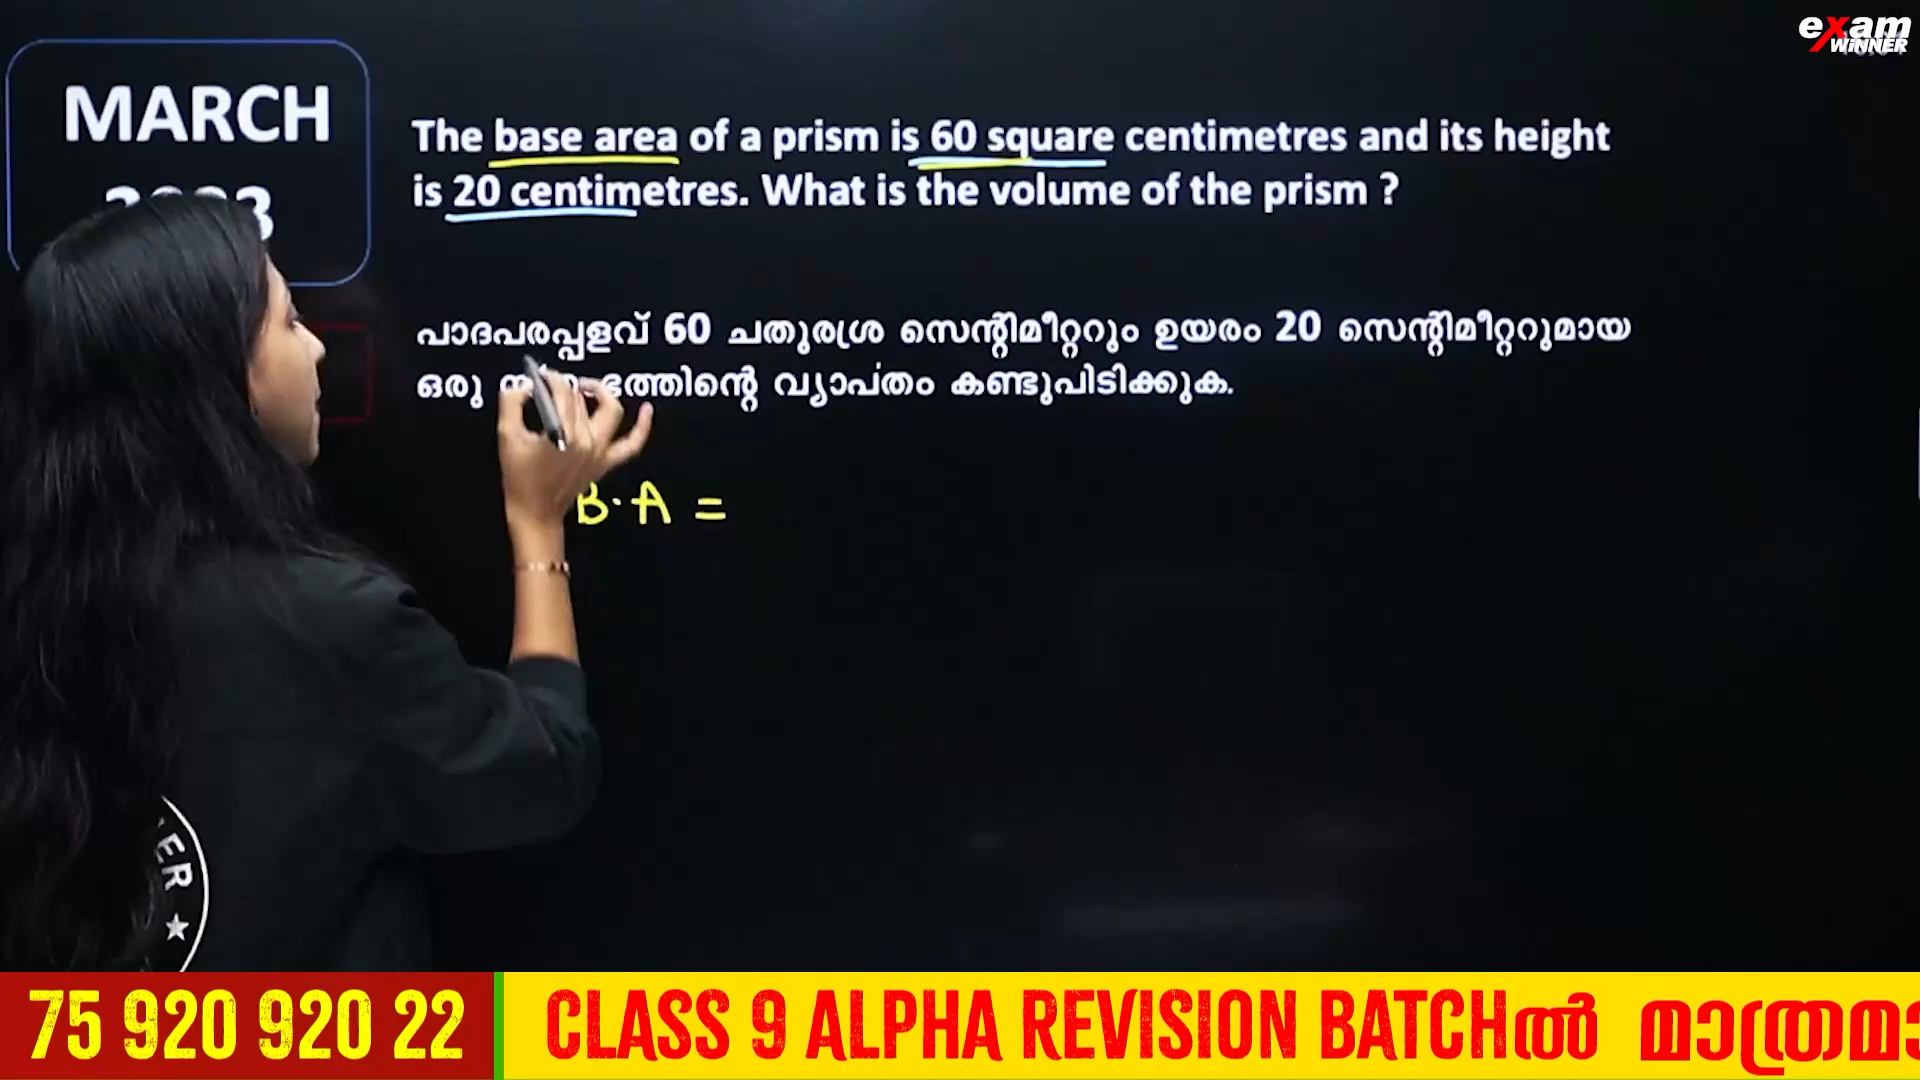 exam
WINNER
MARCH
The base area of a prism is 60 square centimetres and its height
is 20 centimetres. What is the volume of the prism ?
പാദപരപ്പളവ് 60 ചതുരശ്ര സെന്റിമീറ്ററും ഉയരം 20 സെന്റിമീറ്ററുമായ
ഒരു വ്യാപ്തം കണ്ടുപിടിക്കുക.
B.A =
75 920 920 22
CLASS 9 ALPHA REVISION BATCHൽ